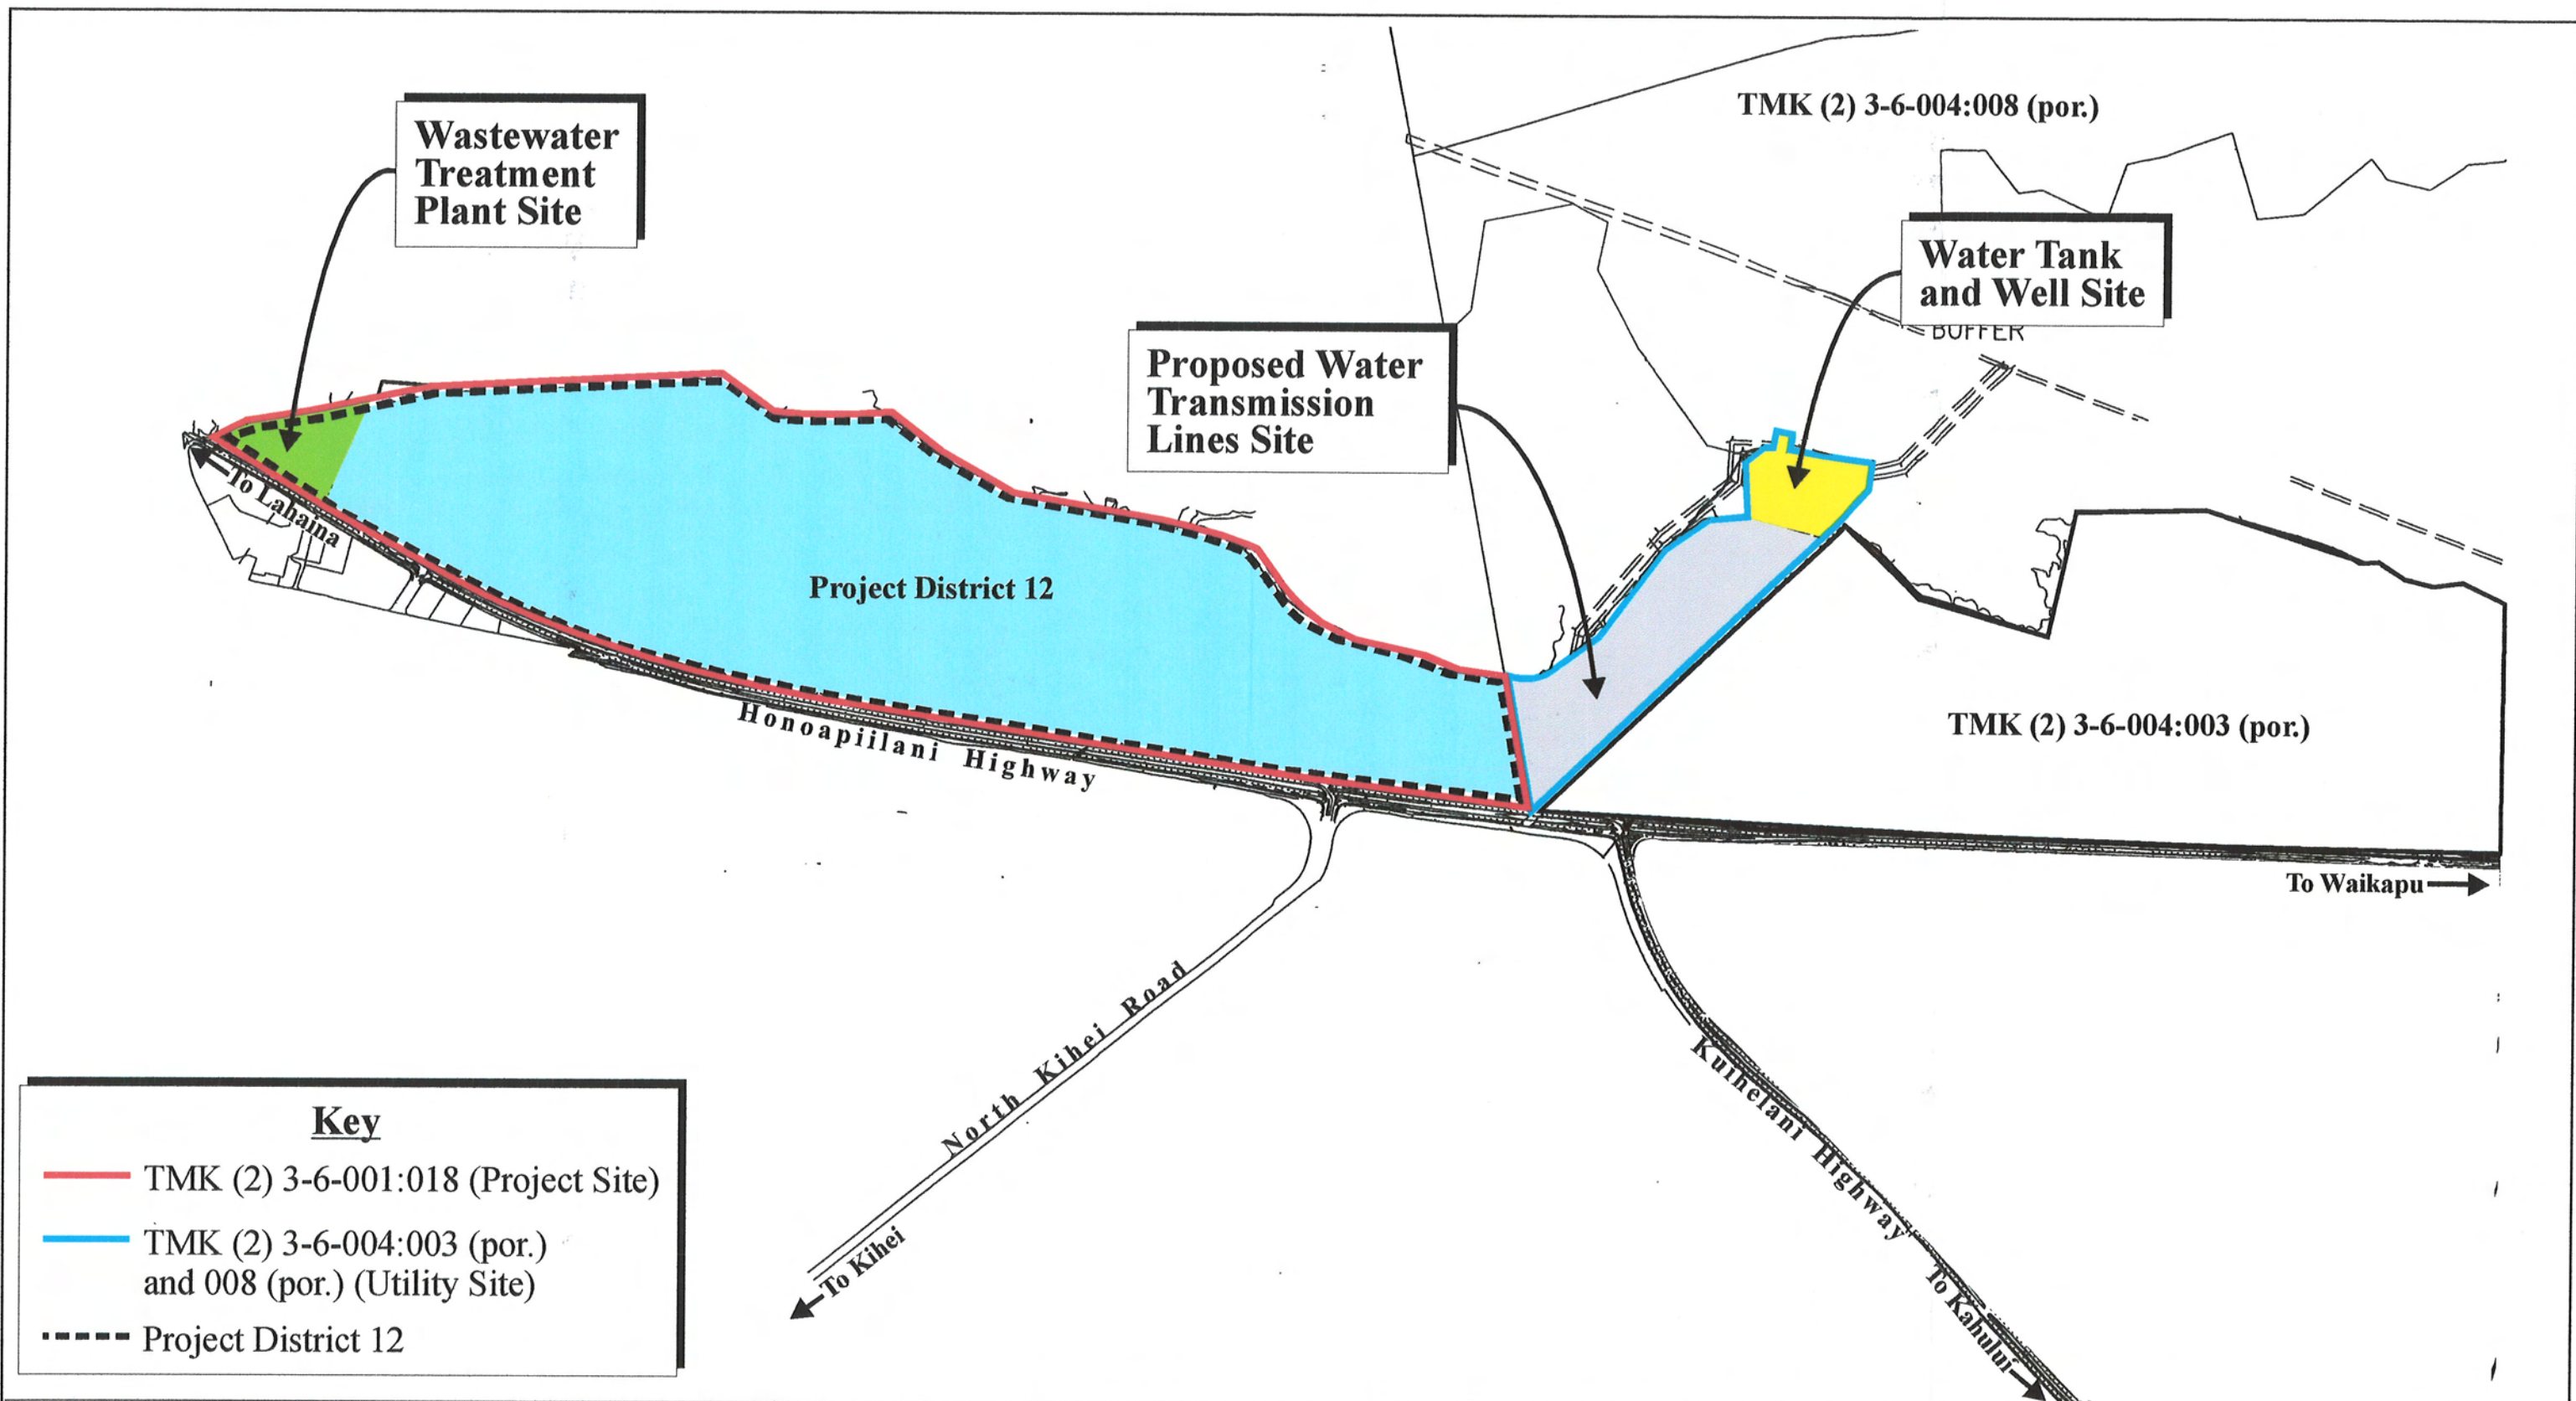 TMK (2) 3-6-004:008 (por.)
Wastewater
Treatment
Plant Site
Water Tank
and Well Site
BUFFER
Proposed Water
Transmission
Lines Site
To Lahaina
Project District 12
Honoapiilani Highway
TMK (2) 3-6-004:003 (por.)
To Waikapu
North Kihei Road
To Kihei
Kuihelani Highway
To Kahului
Key
TMK (2) 3-6-001:018 (Project Site)
TMK (2) 3-6-004:003 (por.)
and 008 (por.) (Utility Site)
Project District 12